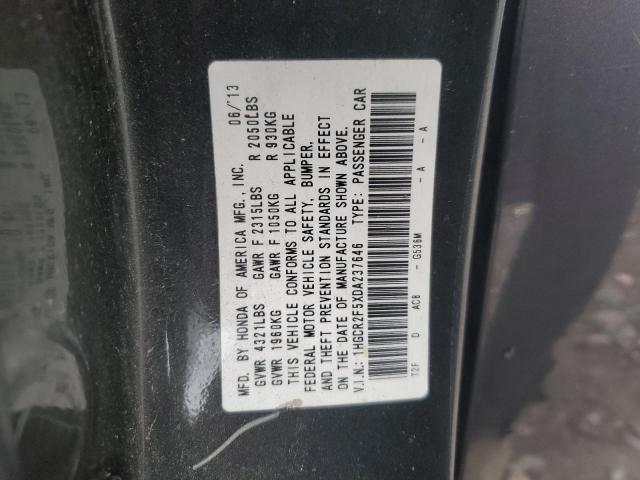 MFD. BY HONDA OF AMERICA MFG., INC. 06/'13
GVWR 4321LBS GAWR F 2315LBS R 2050LBS
GVWR 1960KG GAWR F 1050KG R 930KG
THIS VEHICLE CONFORMS TO ALL APPLICABLE
FEDERAL MOTOR VEHICLE SAFETY, BUMPER,
AND THEFT PREVENTION STANDARDS IN EFFECT
ON THE DATE OF MANUFACTURE SHOWN ABOVE.
V.I.N.: 1HGCR2F5XDA237646 TYPE: PASSENGER CAR
T2F D ACB - G536M - A - A